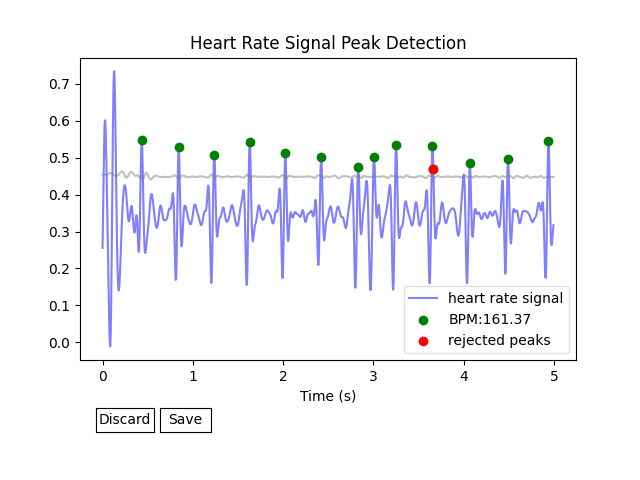 Heart Rate Signal Peak Detection
0.7
0.6
0.5
0.4
0.3
0.2
0.1
0.0
heart rate signal
BPM:161.37
rejected peaks
0 1 2 3 4 5
Time (s)
Discard Save